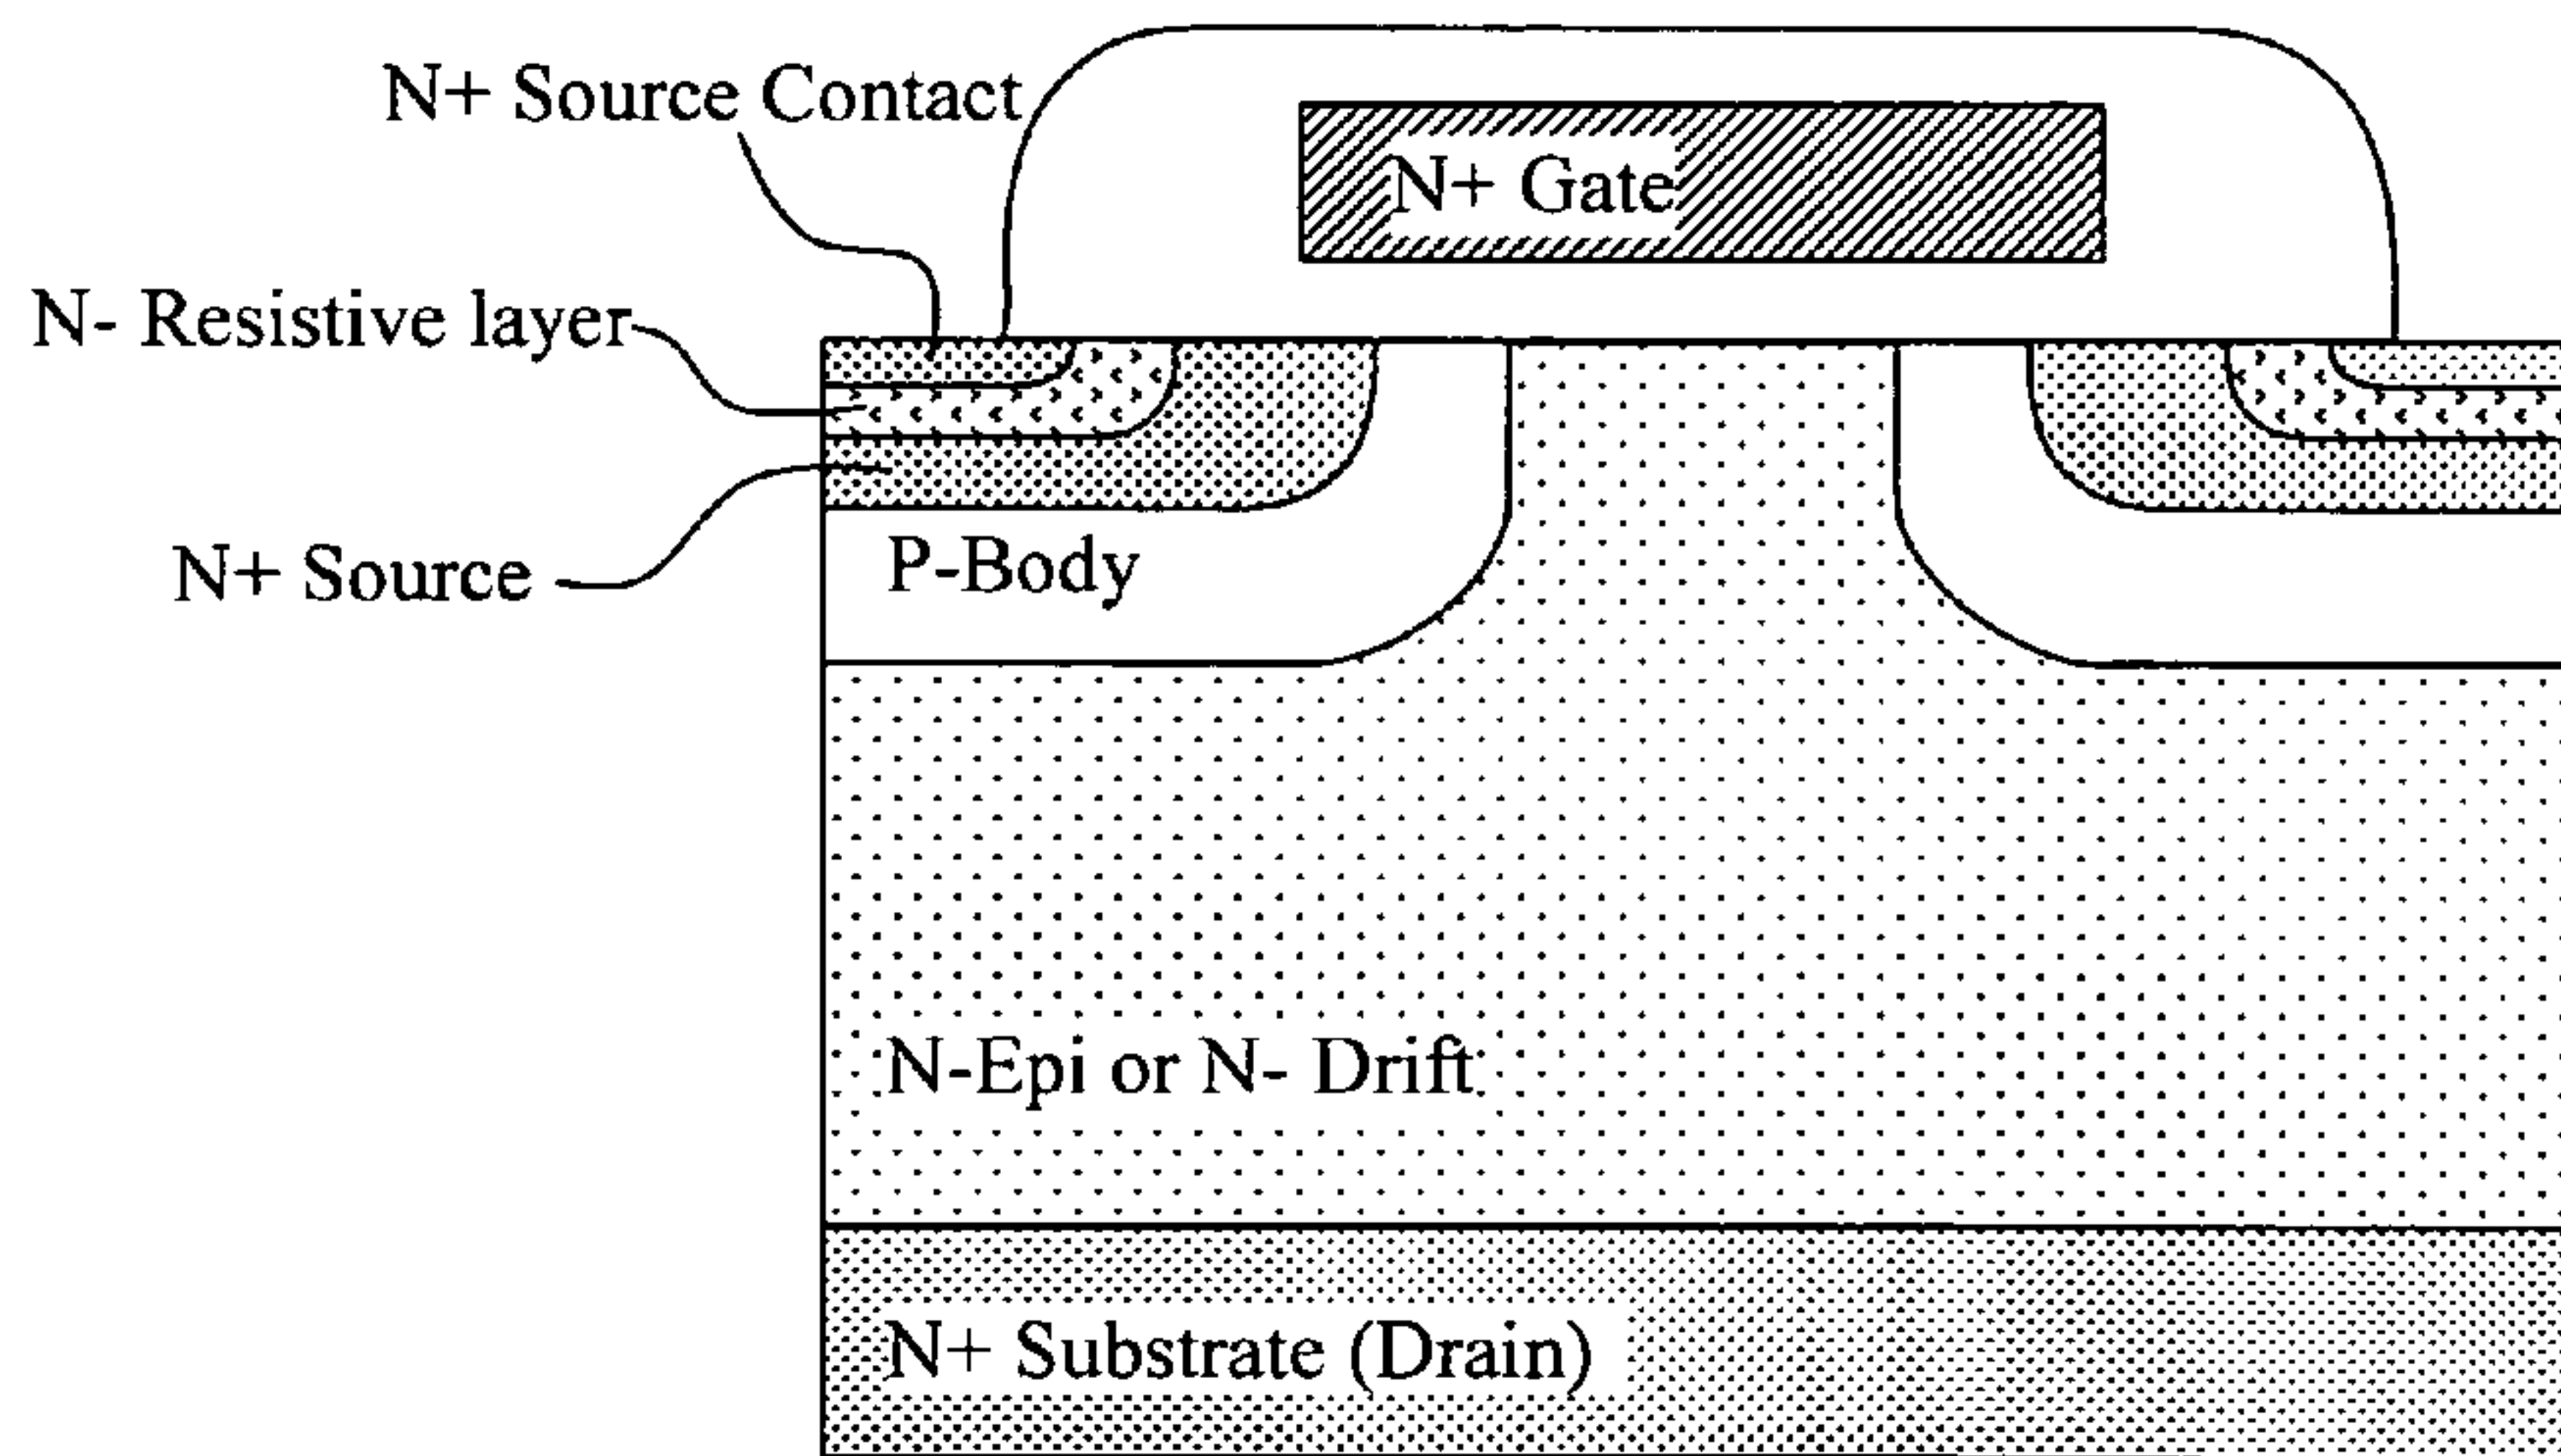 N+ Source Contact
N+ Gate
N- Resistive layer
N+ Source
P-Body
N-Epi or N- Drift
N+ Substrate (Drain)